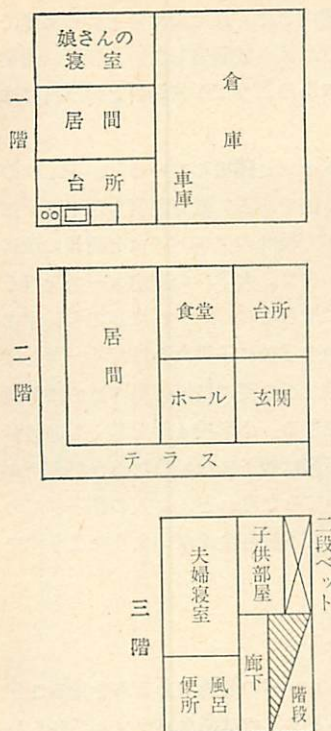 一階
娘さんの
寝室
居間
台所
倉庫
車庫
二階
居間
食堂
台所
ホール
玄関
テラス
三階
夫婦寝室
子供部屋
二段ベット
廊下
階段
風呂
便所